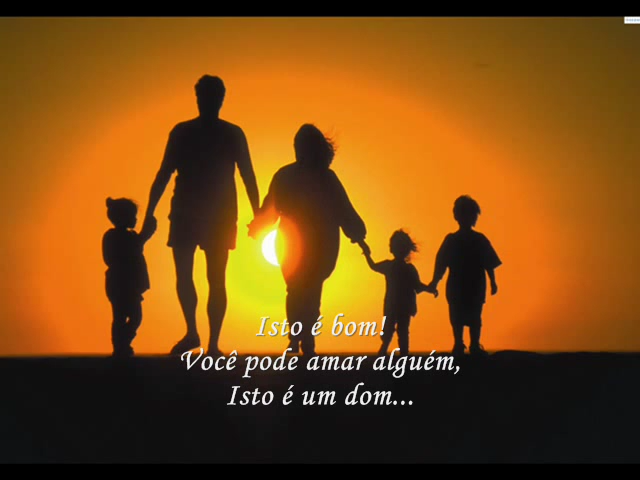 Isto é bom!
Você pode amar alguém,
Isto é um dom...